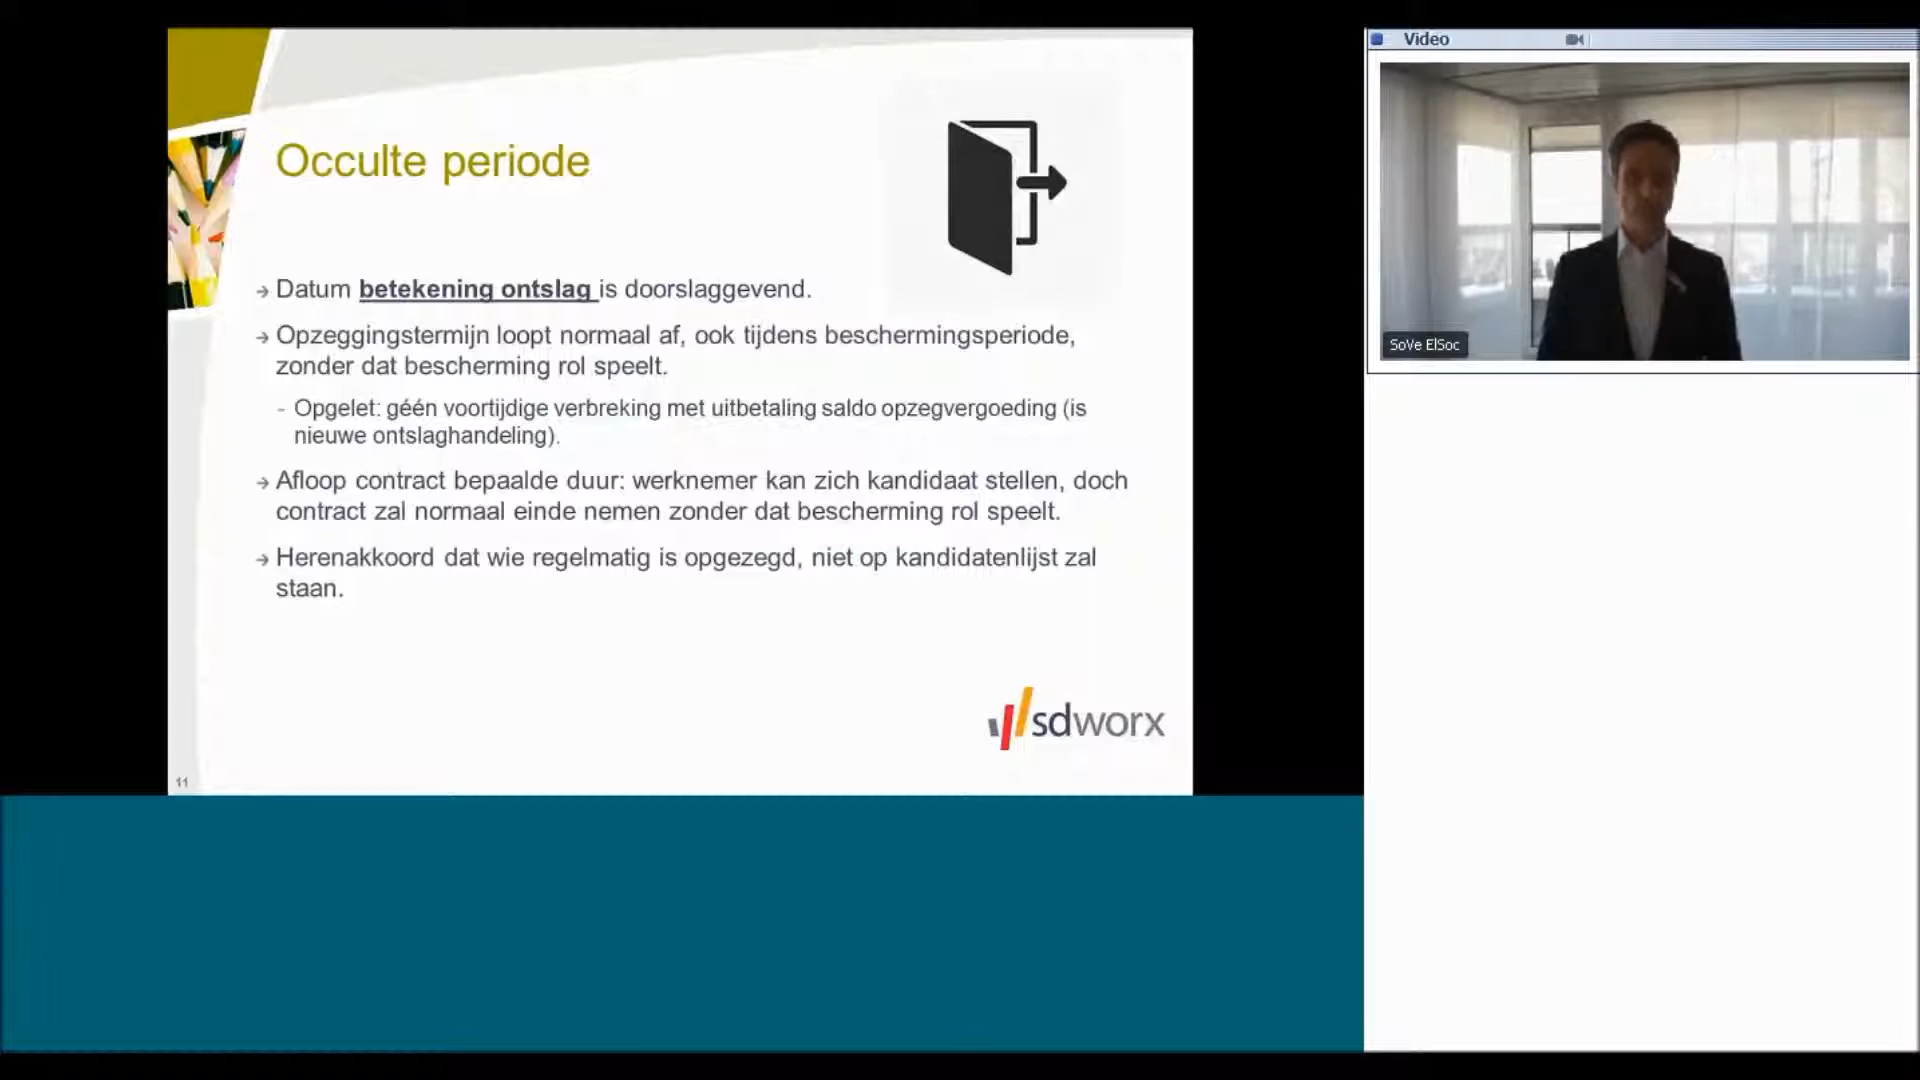 Occulte periode
Datum betekening ontslag is doorslaggevend.
Opzeggingstermijn loopt normaal af, ook tijdens beschermingsperiode,
zonder dat bescherming rol speelt.
- Opgelet: géén voortijdige verbreking met uitbetaling saldo opzegvergoeding (is
nieuwe ontslaghandeling).
Afloop contract bepaalde duur: werknemer kan zich kandidaat stellen, doch
contract zal normaal einde nemen zonder dat bescherming rol speelt.
Herenakkoord dat wie regelmatig is opgezegd, niet op kandidatenlijst zal
staan.
sdworx
11
Video
SoVe ElSoc